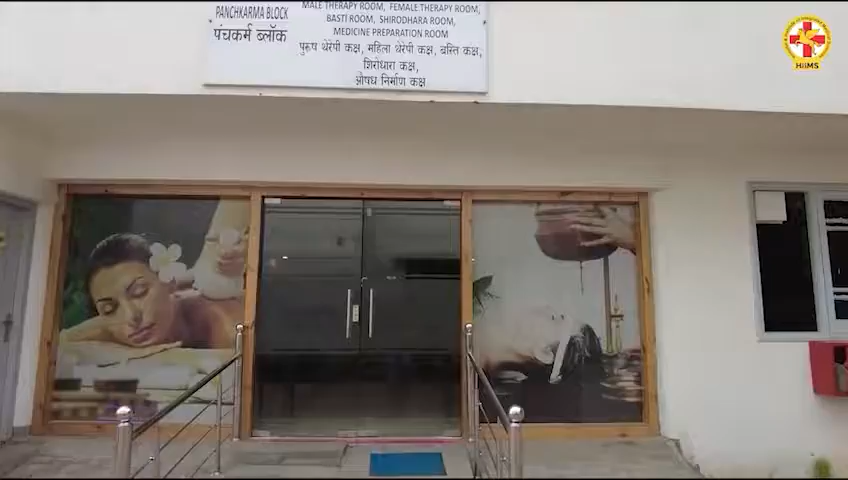 PANCHKARMA BLOCK
पंचकर्म ब्लॉक
MALE THERAPY ROOM, FEMALE THERAPY ROOM,
BASTI ROOM, SHIRODHARA ROOM,
MEDICINE PREPARATION ROOM
पुरुष थेरेपी कक्ष, महिला थेरेपी कक्ष, बस्ति कक्ष,
शिरोधारा कक्ष,
औषध निर्माण कक्ष
HiiMS